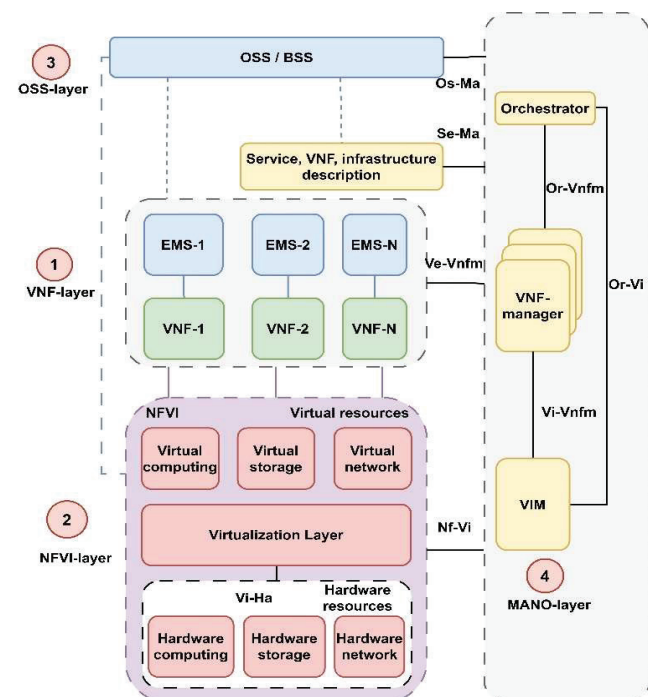 3
OSS-layer
OSS / BSS
Os-Ma
Se-Ma
Orchestrator
Service, VNF, infrastructure
description
Or-Vnfm
1
VNF-layer
EMS-1
EMS-2
EMS-N
Ve-Vnfm
Or-Vi
VNF-1
VNF-2
VNF-N
VNF-
manager
NFVI
Virtual resources
Vi-Vnfm
Virtual
computing
Virtual
storage
Virtual
network
VIM
2
NFVI-layer
Virtualization Layer
Nf-Vi
4
MANO-layer
Vi-Ha
Hardware
resources
Hardware
computing
Hardware
storage
Hardware
network